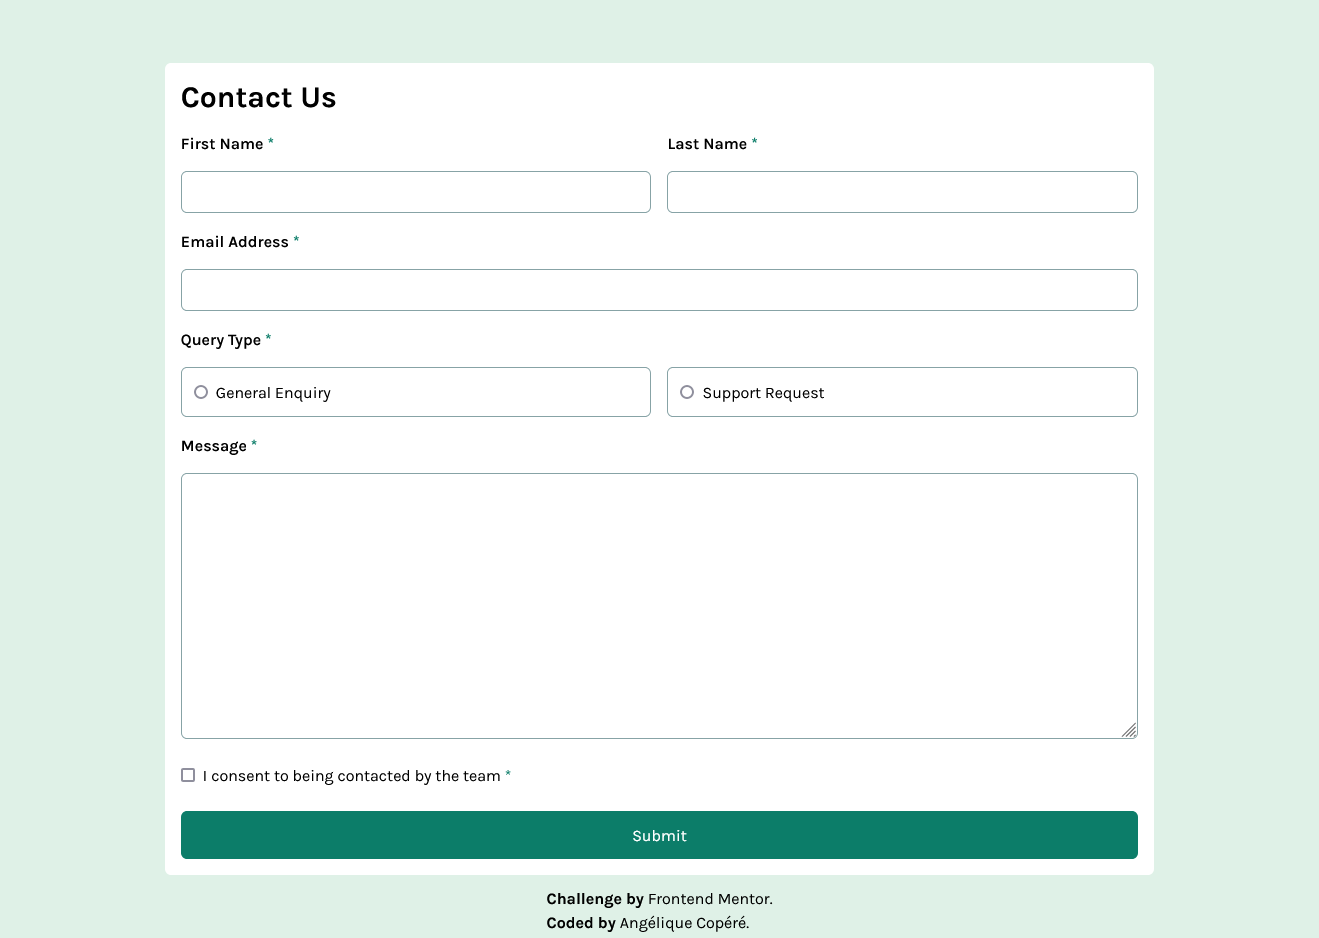 Contact Us
First Name * Last Name *
Email Address *
Query Type *
General Enquiry Support Request
Message *
I consent to being contacted by the team *
Submit
Challenge by Frontend Mentor.
Coded by Angélique Copéré.